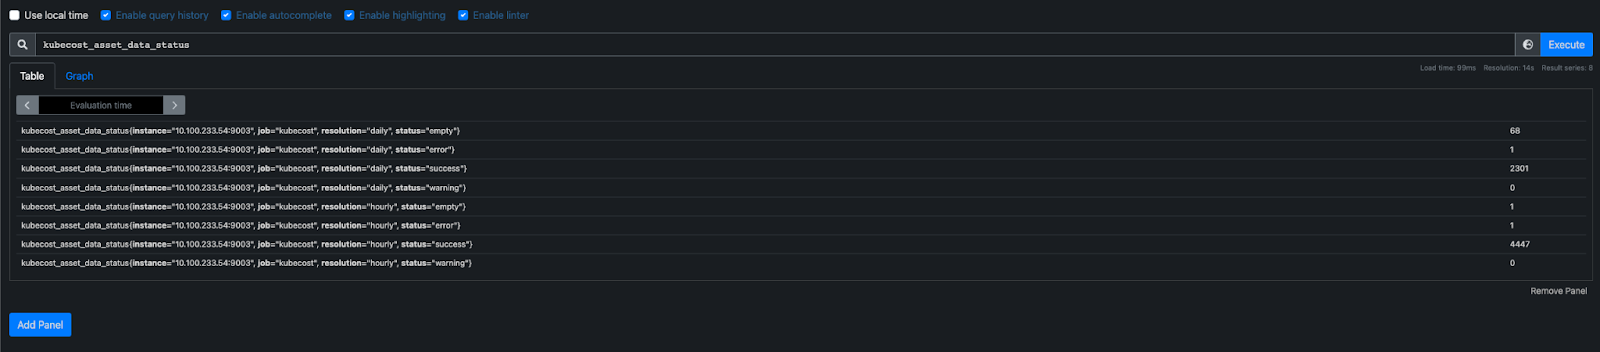 Use local time Enable query history Enable autocomplete Enable highlighting Enable linter
kubecost_asset_data_status Execute
Table Graph Load time: 99ms Resolution: 14s Result series: 8
Evaluation time
kubecost_asset_data_status{instance="10.100.233.54:9003", job="kubecost", resolution="daily", status="empty"} 68
kubecost_asset_data_status{instance="10.100.233.54:9003", job="kubecost", resolution="daily", status="error"} 1
kubecost_asset_data_status{instance="10.100.233.54:9003", job="kubecost", resolution="daily", status="success"} 2301
kubecost_asset_data_status{instance="10.100.233.54:9003", job="kubecost", resolution="daily", status="warning"} 0
kubecost_asset_data_status{instance="10.100.233.54:9003", job="kubecost", resolution="hourly", status="empty"} 1
kubecost_asset_data_status{instance="10.100.233.54:9003", job="kubecost", resolution="hourly", status="error"} 1
kubecost_asset_data_status{instance="10.100.233.54:9003", job="kubecost", resolution="hourly", status="success"} 4447
kubecost_asset_data_status{instance="10.100.233.54:9003", job="kubecost", resolution="hourly", status="warning"} 0
Remove Panel
Add Panel